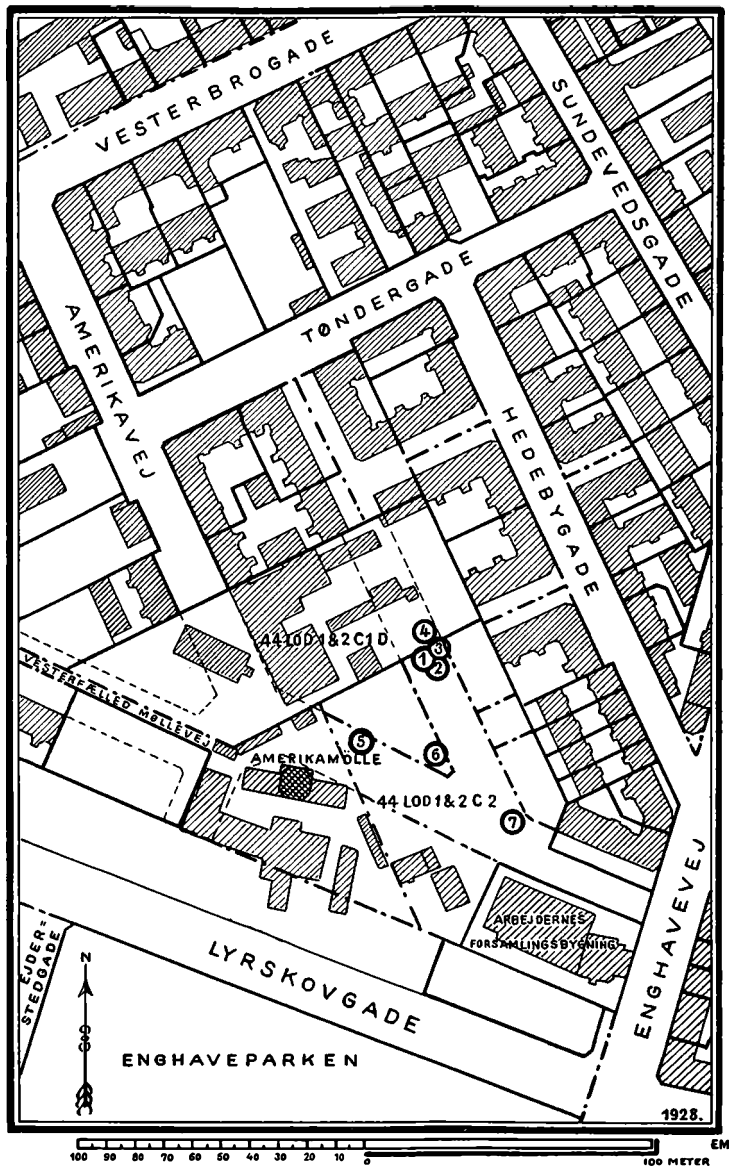 VESTERBROGADE
SUNDEVEDSGADE
TØNDERGADE
AMERIKAVEJ
HEDEBYGADE
44 LOD 1 & 2 C 1 D
4
3
1
2
VESTERFÆLLED MØLLEVEJ
5
6
AMERIKAMØLLE
44 LOD 1 & 2 C 2
7
ENGHAVEVEJ
ARBEJDERNES
FORSAMLINGSBYGNING
EJDER=
STEDGADE
LYRSKOVGADE
N
ENGHAVEPARKEN
1928.
EM
100 90 80 70 60 50 40 30 20 10 0 100 METER